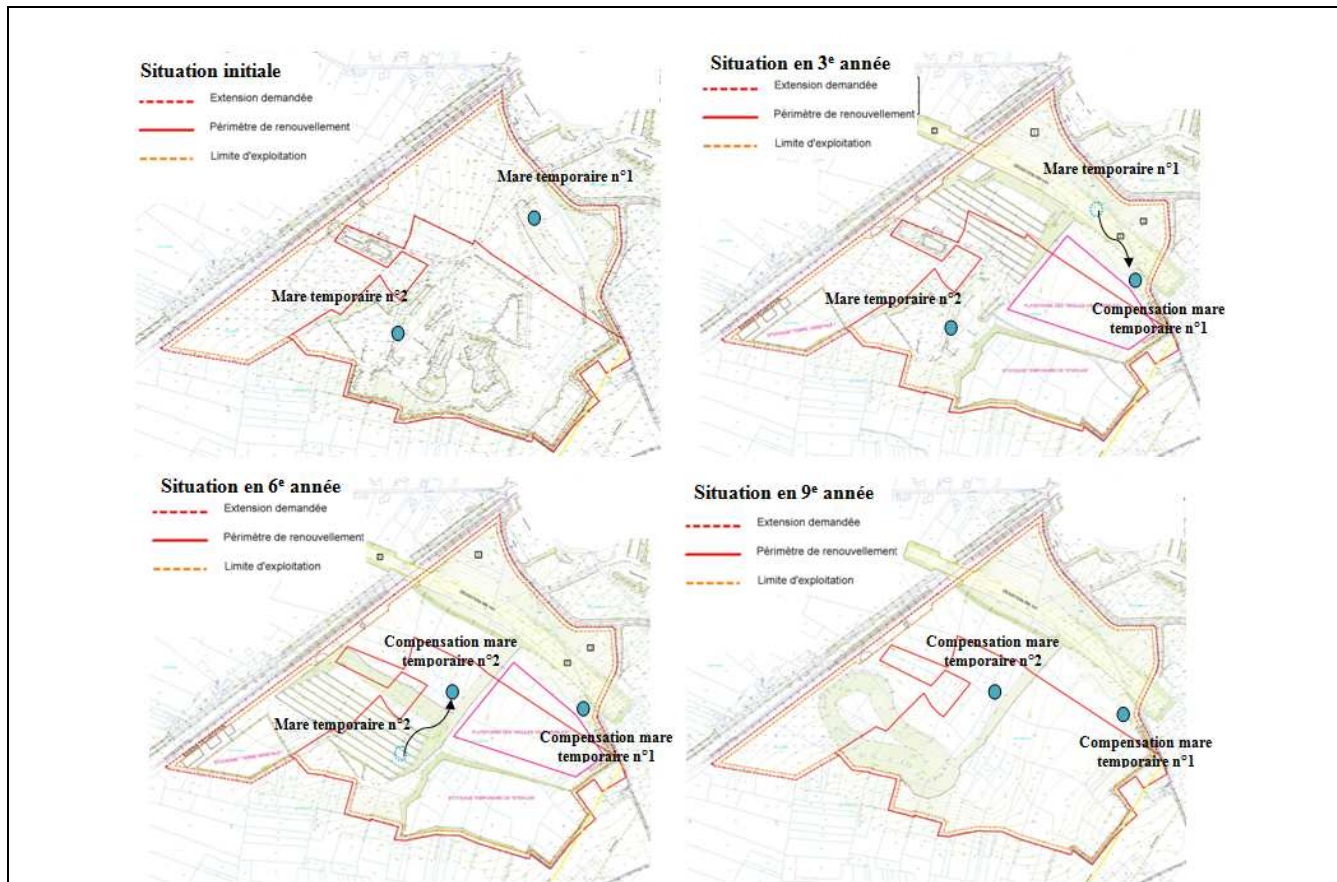 Situation initiale
Extension demandée
Périmètre de renouvellement
Limite d'exploitation
Mare temporaire n°1
Mare temporaire n°2
Situation en 3e année
Extension demandée
Périmètre de renouvellement
Limite d'exploitation
Mare temporaire n°1
Mare temporaire n°2
Compensation mare
temporaire n°1
Situation en 6e année
Extension demandée
Périmètre de renouvellement
Limite d'exploitation
Compensation mare
temporaire n°2
Mare temporaire n°2
Compensation mare
temporaire n°1
Situation en 9e année
Extension demandée
Périmètre de renouvellement
Limite d'exploitation
Compensation mare
temporaire n°2
Compensation mare
temporaire n°1